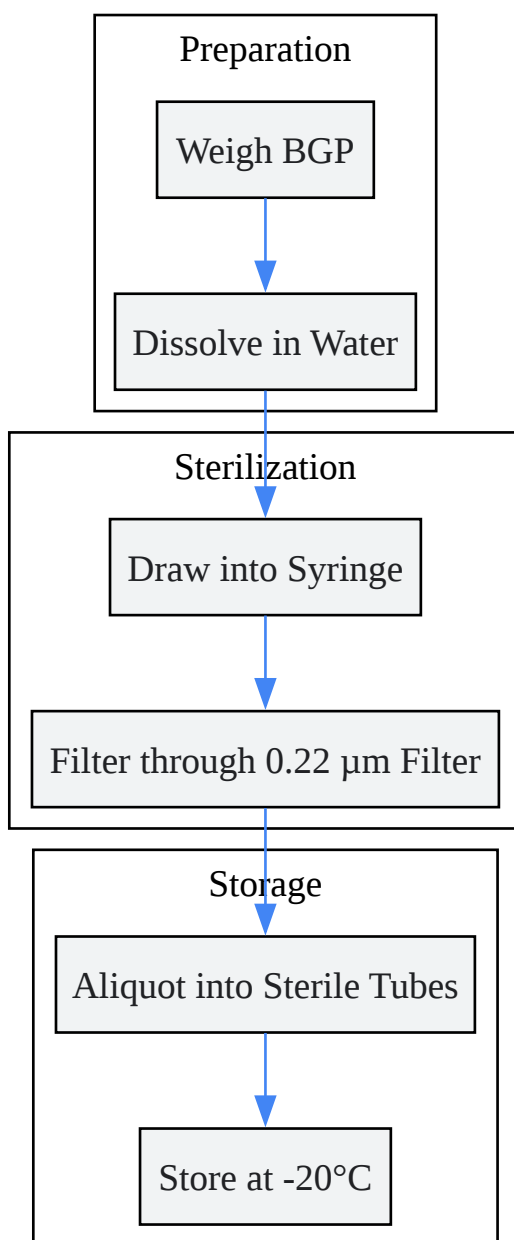 Preparation
Weigh BGP
Dissolve in Water
Sterilization
Draw into Syringe
Filter through 0.22 µm Filter
Storage
Aliquot into Sterile Tubes
Store at -20°C